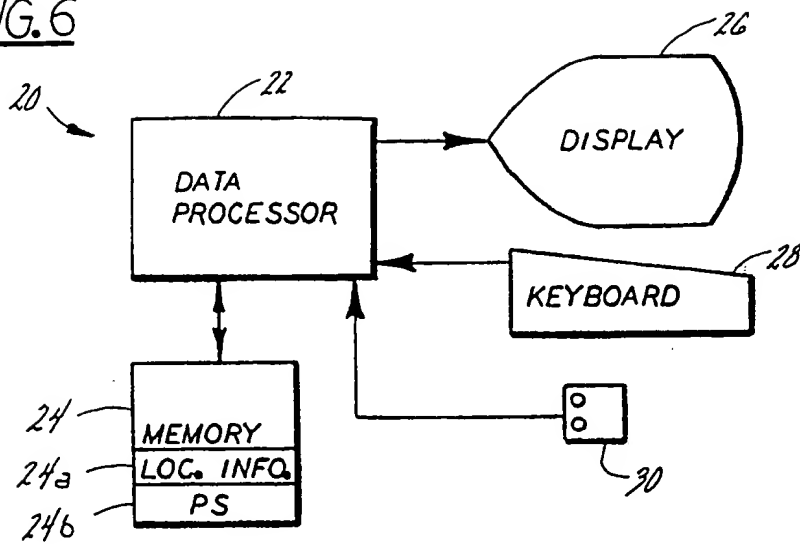 FIG. 6
20
22
26
DATA
PROCESSOR
DISPLAY
28
KEYBOARD
24
MEMORY
24a
LOC. INFO.
24b
PS
30